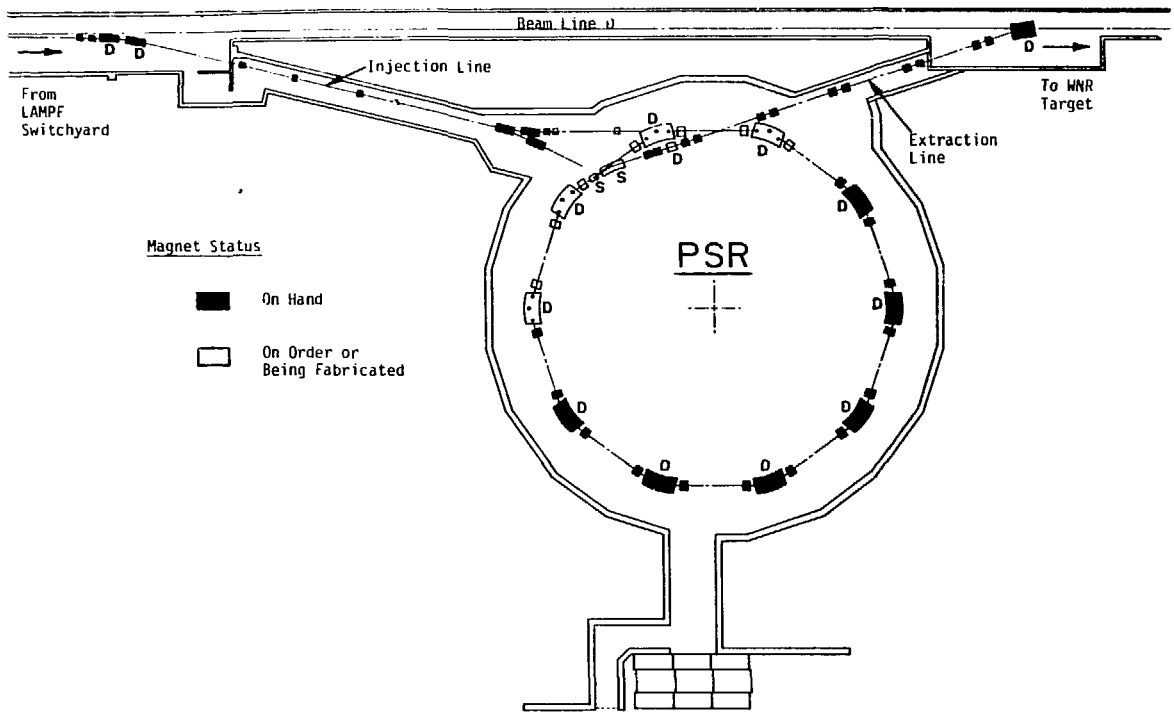 Beam Line D
D
D
D
Injection Line
From
LAMPF
Switchyard
To WNR
Target
Extraction
Line
D
D
D
S
S
D
D
PSR
Magnet Status
On Hand
D
D
On Order or
Being Fabricated
D
D
D
D